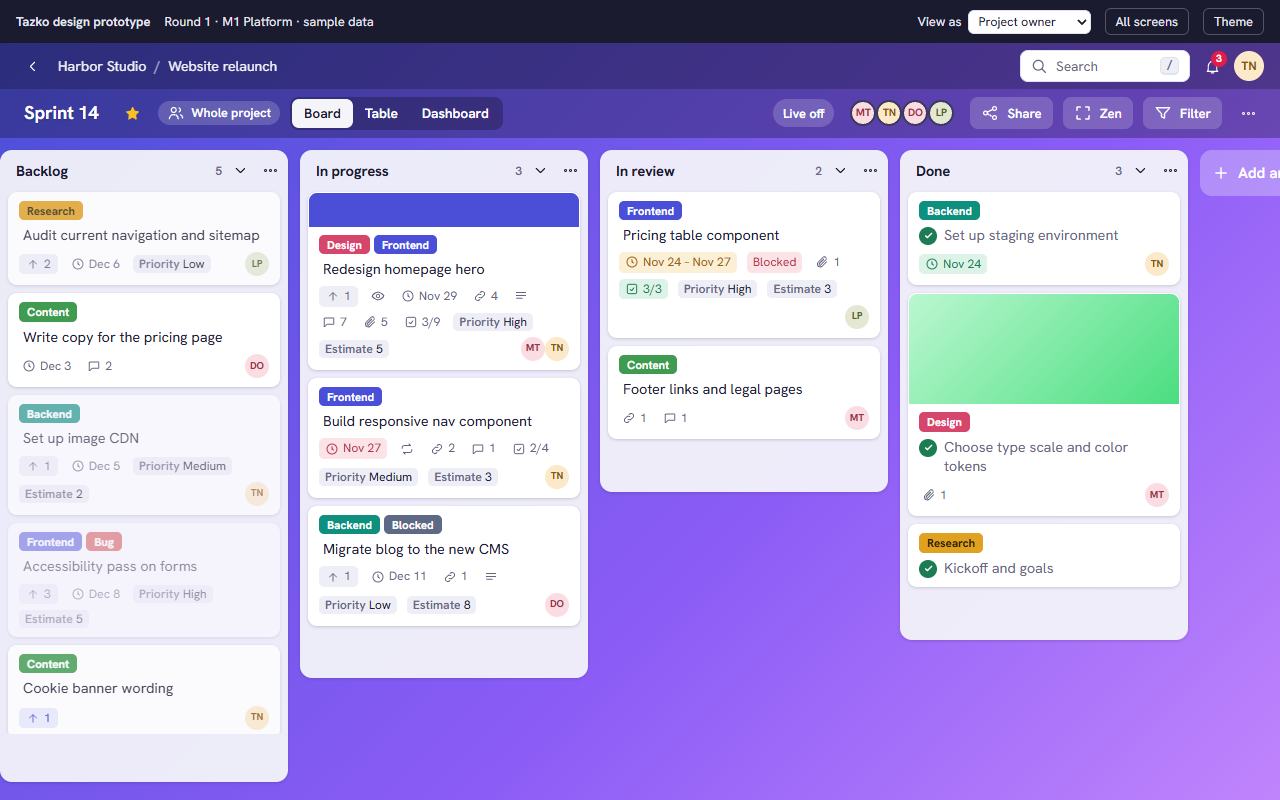 Tazko design prototype Round 1 · M1 Platform · sample data View as Project owner All screens Theme
Harbor Studio / Website relaunch Search / 3 TN
Sprint 14 Whole project Board Table Dashboard Live off MT TN DO LP Share Zen Filter
Backlog 5
Research
Audit current navigation and sitemap
2 Dec 6 Priority Low LP
Content
Write copy for the pricing page
Dec 3 2 DO
Backend
Set up image CDN
1 Dec 5 Priority Medium
Estimate 2 TN
Frontend Bug
Accessibility pass on forms
3 Dec 8 Priority High
Estimate 5
Content
Cookie banner wording
1 TN
In progress 3
Design Frontend
Redesign homepage hero
1 Nov 29 4
7 5 3/9 Priority High
Estimate 5 MT TN
Frontend
Build responsive nav component
Nov 27 2 1 2/4
Priority Medium Estimate 3 TN
Backend Blocked
Migrate blog to the new CMS
1 Dec 11 1
Priority Low Estimate 8 DO
In review 2
Frontend
Pricing table component
Nov 24 - Nov 27 Blocked 1
3/3 Priority High Estimate 3
LP
Content
Footer links and legal pages
1 1 MT
Done 3
Backend
Set up staging environment
Nov 24 TN
Design
Choose type scale and color
tokens
1 MT
Research
Kickoff and goals
Add